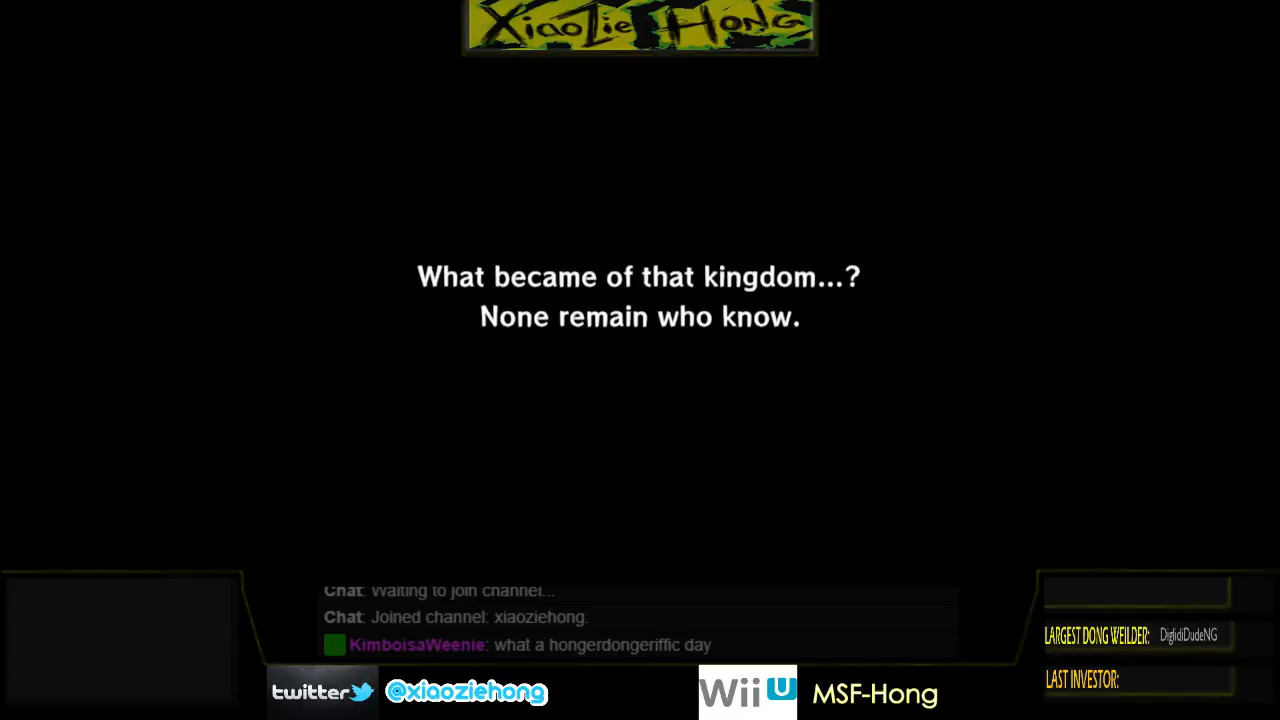 XiaoZie Hong
What became of that kingdom...?
None remain who know.
Chat: Waiting to join channel...
Chat: Joined channel: xiaoziehong.
KimboisaWeenie: what a hongerdongeriffic day
LARGEST DONG WEILDER: DiglidiDudeNG
LAST INVESTOR:
twitter @xiaoziehong
Wii U MSF-Hong